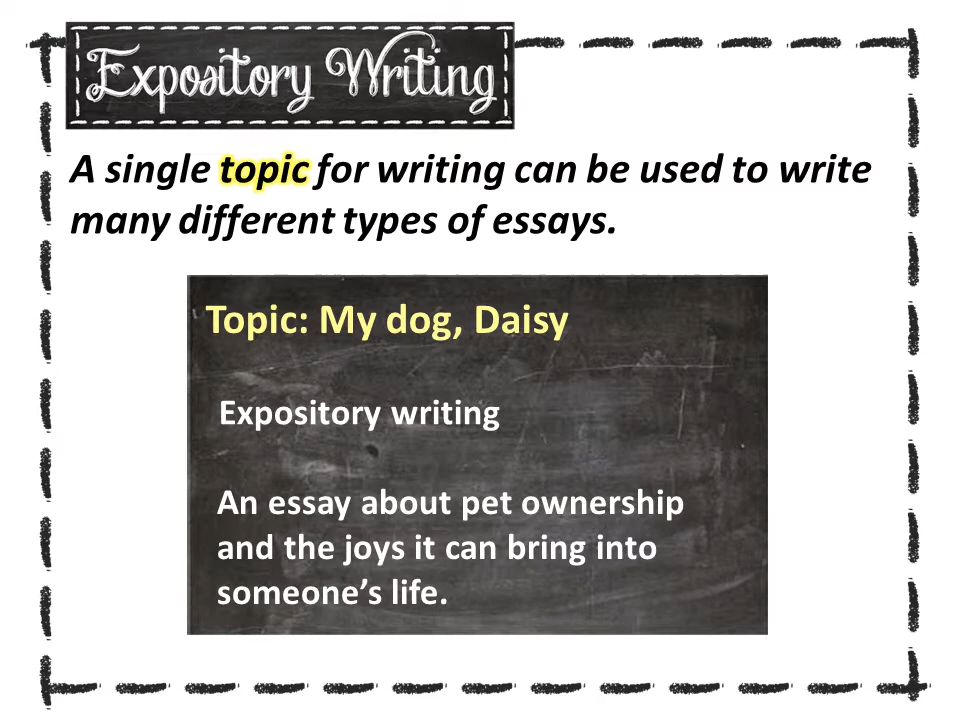 Expository Writing
A single topic for writing can be used to write
many different types of essays.
Topic: My dog, Daisy
Expository writing
An essay about pet ownership
and the joys it can bring into
someone’s life.